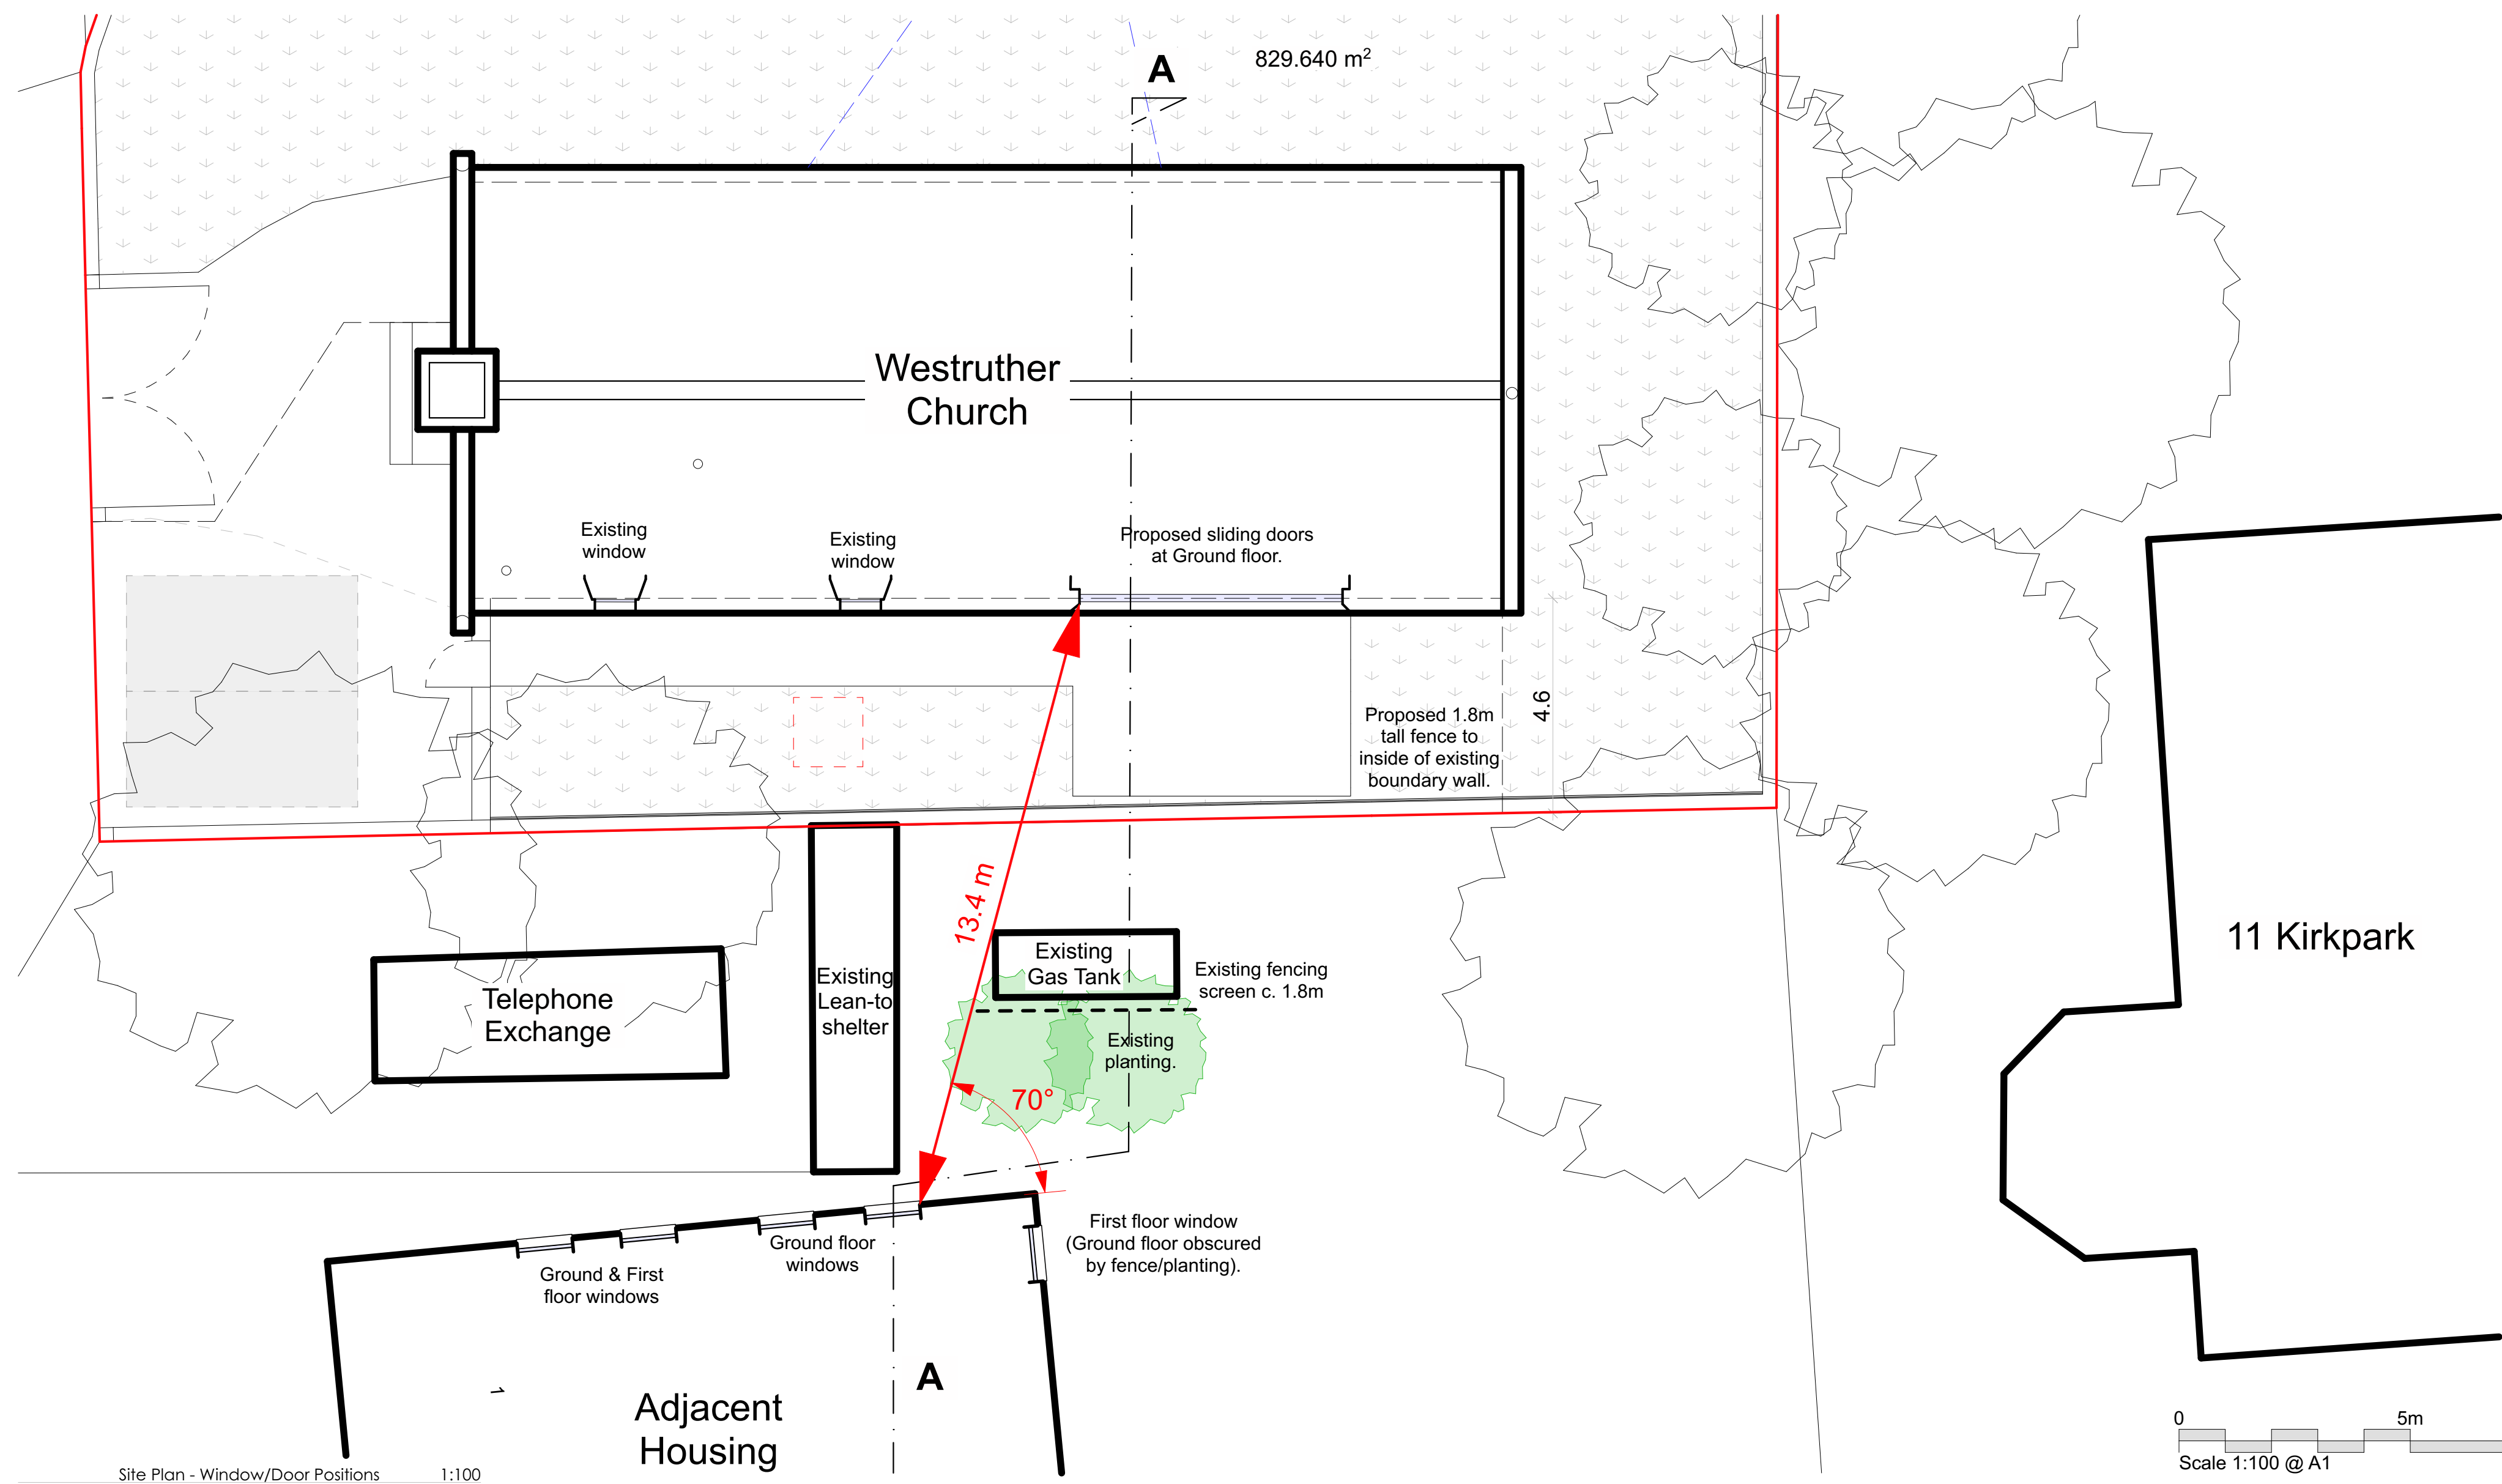 A
829.640 m²
Westruther
Church
Existing
window
Existing
window
Proposed sliding doors
at Ground floor.
4.6
Proposed 1.8m
tall fence to
inside of existing
boundary wall.
13.4 m
11 Kirkpark
Existing
Gas Tank
Existing fencing
screen c. 1.8m
Existing
Lean-to
shelter
Telephone
Exchange
Existing
planting.
70°
First floor window
(Ground floor obscured
by fence/planting).
Ground floor
windows
Ground & First
floor windows
A
1
Adjacent
Housing
0 5m
Scale 1:100 @ A1
Site Plan - Window/Door Positions 1:100